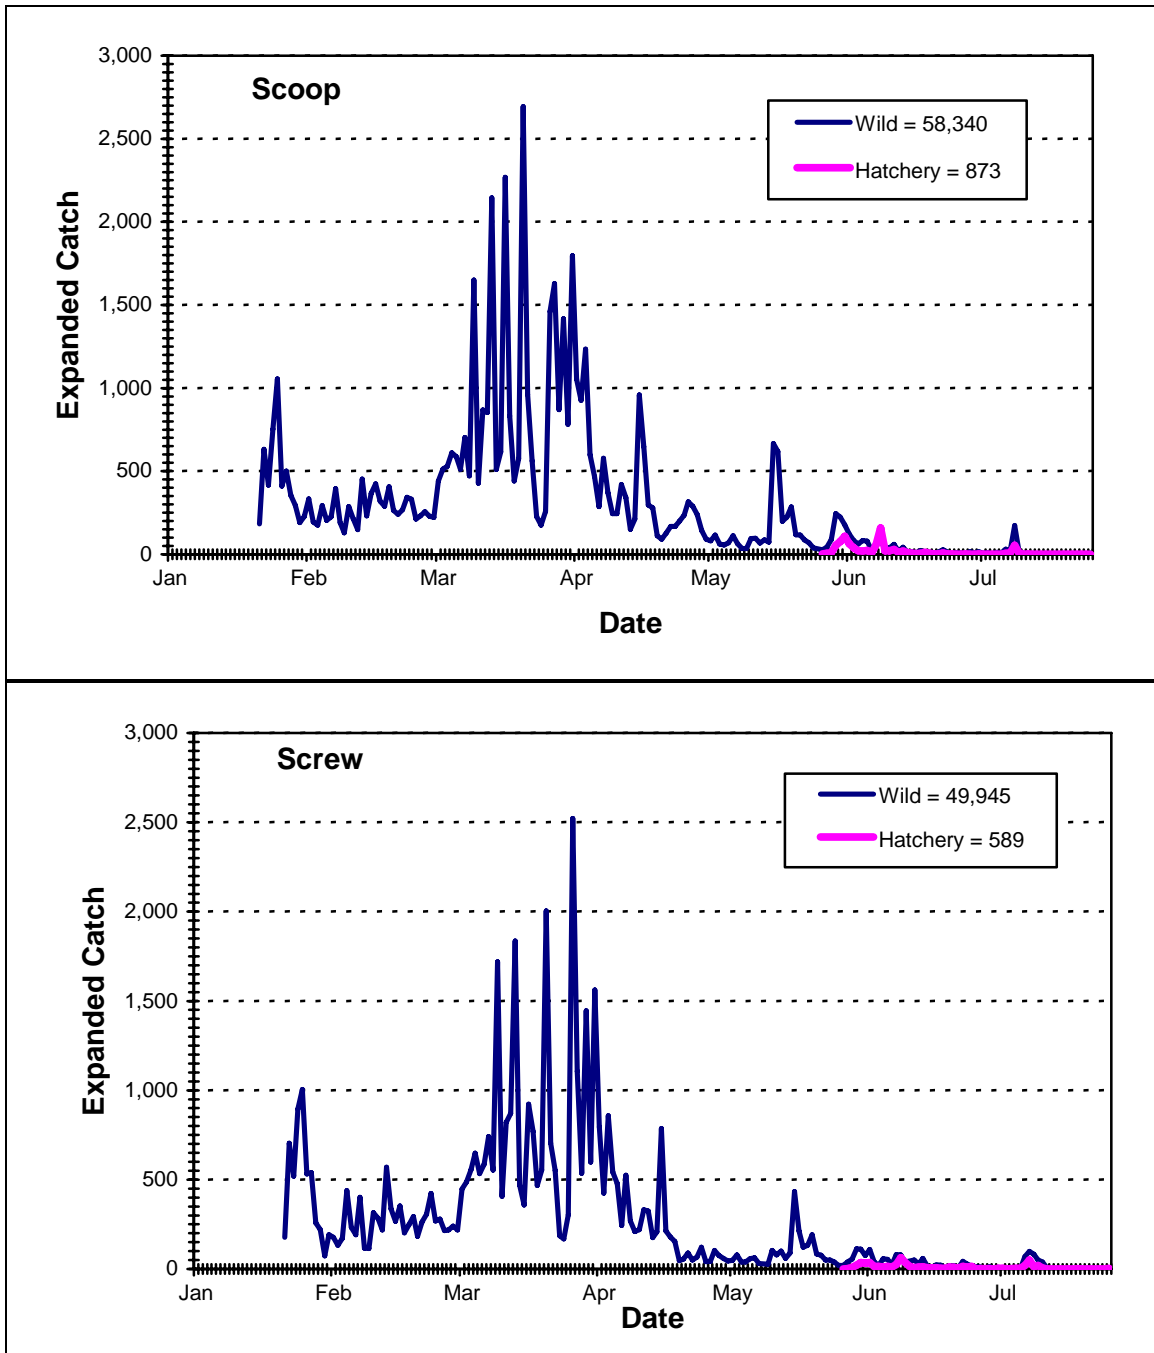 Scoop
Wild = 58,340
Hatchery = 873
Expanded Catch
3,000
2,500
2,000
1,500
1,000
500
0
Jan Feb Mar Apr May Jun Jul
Date
Screw
Wild = 49,945
Hatchery = 589
Expanded Catch
3,000
2,500
2,000
1,500
1,000
500
0
Jan Feb Mar Apr May Jun Jul
Date